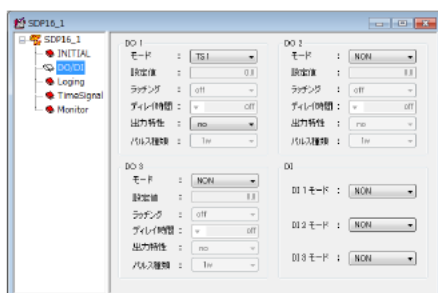 SDP16_1
SDP16_1
INITIAL
DO/DI
Loging
TimeSignal
Monitor
DO 1
モード : TS1
設定値 0.0
ラッチング : off
ディレイ時間 : off
出力特性 : no
パルス種類 : 1w
DO 2
モード : NON
設定値
ラッチング : off
ディレイ時間 : off
出力特性 : no
パルス種類 : 1w
DO 3
モード : NON
設定値 :
ラッチング : off
ディレイ時間 : off
出力特性 : no
パルス種類 : 1w
DI
DI 1 モード : NON
DI 2 モード : NON
DI 3 モード : NON